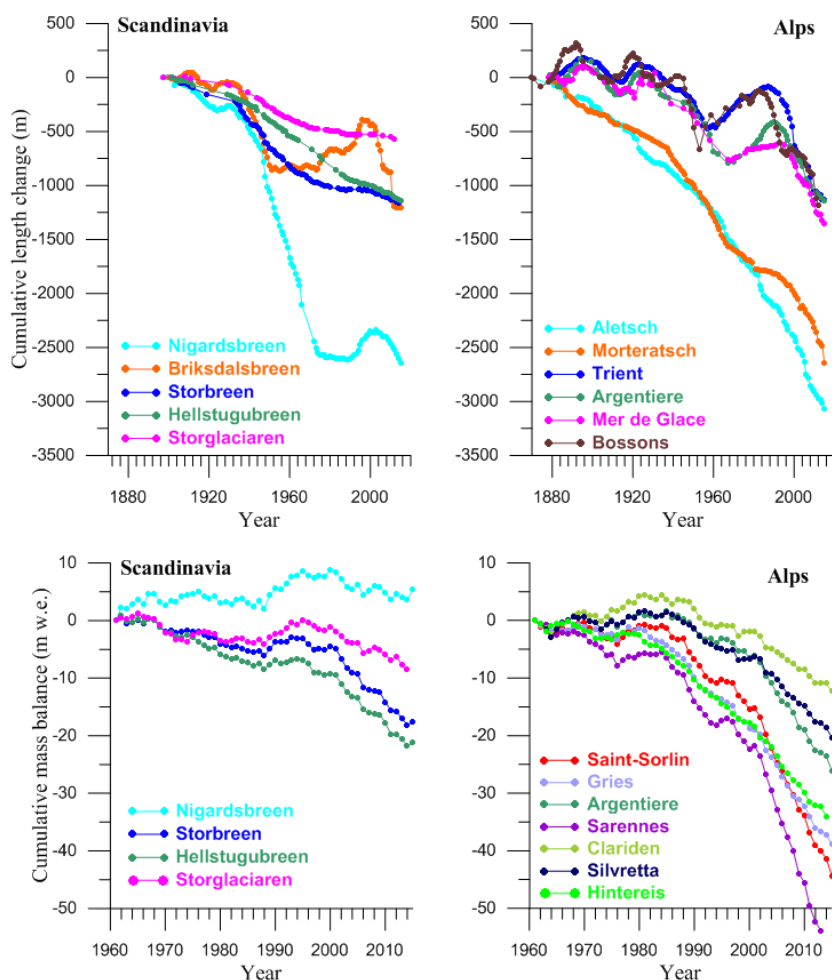 Scandinavia
500
0
-500
-1000
-1500
-2000
-2500
-3000
-3500
Cumulative length change (m)
Nigardsbreen
Briksdalsbreen
Storbreen
Hellstugubreen
Storglaciaren
1880 1920 1960 2000
Year
Alps
500
0
-500
-1000
-1500
-2000
-2500
-3000
-3500
Aletsch
Morteratsch
Trient
Argentiere
Mer de Glace
Bossons
1880 1920 1960 2000
Year
Scandinavia
10
0
-10
-20
-30
-40
-50
Cumulative mass balance (m w.e.)
Nigardsbreen
Storbreen
Hellstugubreen
Storglaciaren
1960 1970 1980 1990 2000 2010
Year
Alps
10
0
-10
-20
-30
-40
-50
Saint-Sorlin
Gries
Argentiere
Sarennes
Clariden
Silvretta
Hintereis
1960 1970 1980 1990 2000 2010
Year